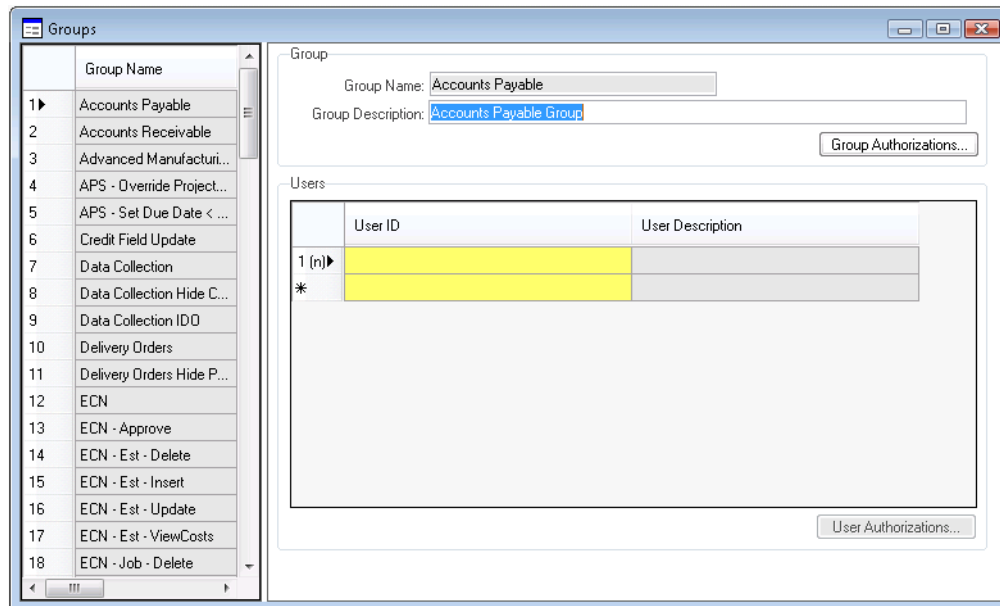 Groups
Group Name
1 Accounts Payable
2 Accounts Receivable
3 Advanced Manufacturi...
4 APS - Override Project...
5 APS - Set Due Date < ...
6 Credit Field Update
7 Data Collection
8 Data Collection Hide C...
9 Data Collection IDO
10 Delivery Orders
11 Delivery Orders Hide P...
12 ECN
13 ECN - Approve
14 ECN - Est - Delete
15 ECN - Est - Insert
16 ECN - Est - Update
17 ECN - Est - ViewCosts
18 ECN - Job - Delete
Group
Group Name: Accounts Payable
Group Description: Accounts Payable Group
Group Authorizations...
Users
User ID User Description
1 (n)
*
User Authorizations...